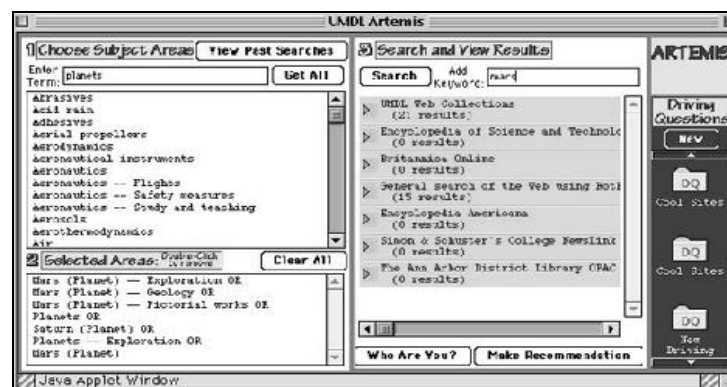 UMDL Artemis
1 Choose Subject Areas
View Past Searches
Enter Term: planets
Get All
Abrasives
Acid rain
Adhesives
Aerial propellers
Aerodynamics
Aeronautical instruments
Aeronautics
Aeronautics -- Flights
Aeronautics -- Safety measures
Aeronautics -- Study and teaching
Aerosols
Aerothermodynamics
Air
2 Selected Areas: Double-Click to remove
Clear All
Mars (Planet) -- Exploration OR
Mars (Planet) -- Geology OR
Mars (Planet) -- Pictorial works OR
Planets OR
Saturn (Planet) OR
Planets -- Exploration OR
Mars (Planet)
3 Search and View Results
Search
Add Keyword: mars
UMDL Web Collections
(21 results)
Encyclopedia of Science and Technolo
(0 results)
Britannica Online
(0 results)
General search of the Web using Both
(15 results)
Encyclopedia Americana
(0 results)
Simon & Schuster's College NewsLink
(0 results)
The Ann Arbor District Library OPAC
(0 results)
Who Are You?
Make Recommendation
ARTEMIS
Driving
Questions
New
DQ
Cool Sites
DQ
Cool Sites
DQ
New
Driving
Java Applet Window